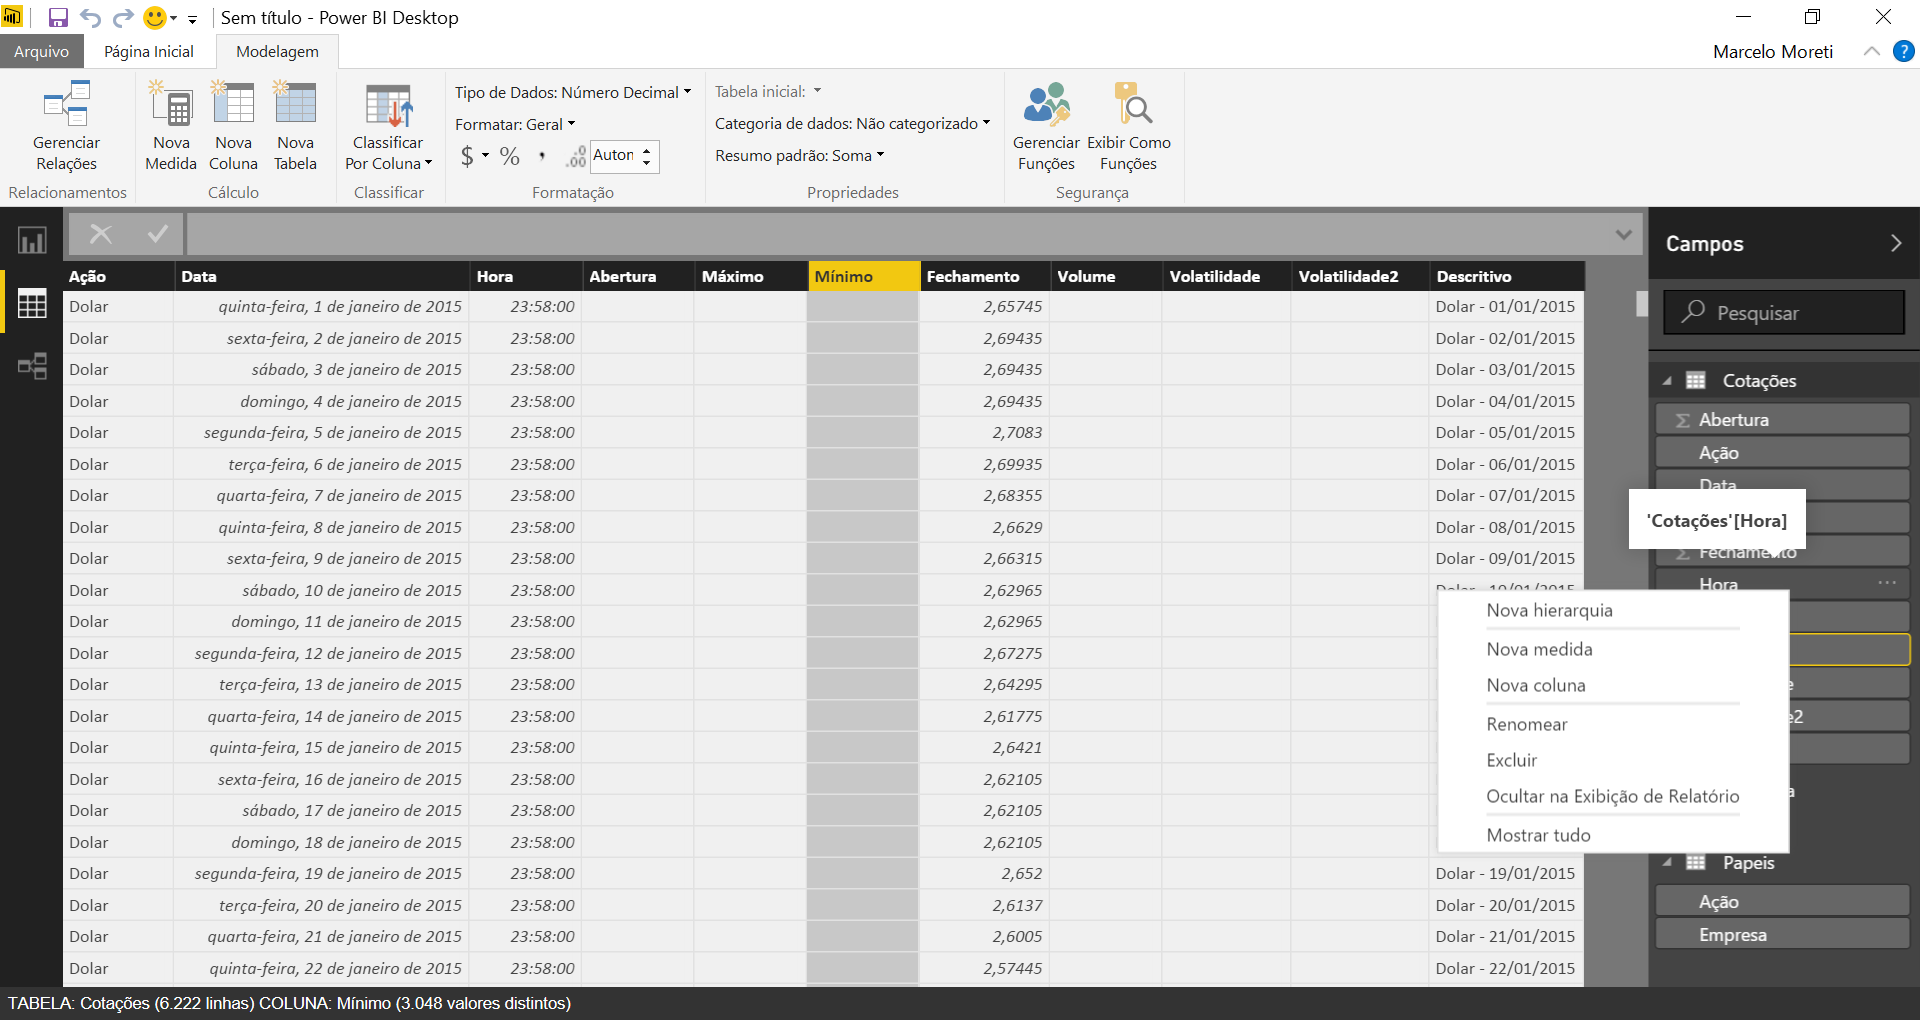 Sem título - Power BI Desktop
Arquivo Página Inicial Modelagem Marcelo Moreti ?
Gerenciar Relações
Nova Medida
Nova Coluna
Nova Tabela
Classificar Por Coluna
Tipo de Dados: Número Decimal
Formatar: Geral
$ % , .00 Auton
Tabela inicial:
Categoria de dados: Não categorizado
Resumo padrão: Soma
Gerenciar Funções
Exibir Como Funções
Relacionamentos Cálculo Classificar Formatação Propriedades Segurança
Ação Data Hora Abertura Máximo Mínimo Fechamento Volume Volatilidade Volatilidade2 Descritivo
Dolar quinta-feira, 1 de janeiro de 2015 23:58:00 2,65745 Dolar - 01/01/2015
Dolar sexta-feira, 2 de janeiro de 2015 23:58:00 2,69435 Dolar - 02/01/2015
Dolar sábado, 3 de janeiro de 2015 23:58:00 2,69435 Dolar - 03/01/2015
Dolar domingo, 4 de janeiro de 2015 23:58:00 2,69435 Dolar - 04/01/2015
Dolar segunda-feira, 5 de janeiro de 2015 23:58:00 2,7083 Dolar - 05/01/2015
Dolar terça-feira, 6 de janeiro de 2015 23:58:00 2,69935 Dolar - 06/01/2015
Dolar quarta-feira, 7 de janeiro de 2015 23:58:00 2,68355 Dolar - 07/01/2015
Dolar quinta-feira, 8 de janeiro de 2015 23:58:00 2,6629 Dolar - 08/01/2015
Dolar sexta-feira, 9 de janeiro de 2015 23:58:00 2,66315 Dolar - 09/01/2015
Dolar sábado, 10 de janeiro de 2015 23:58:00 2,62965 Dolar - 10/01/2015
Dolar domingo, 11 de janeiro de 2015 23:58:00 2,62965
Dolar segunda-feira, 12 de janeiro de 2015 23:58:00 2,67275
Dolar terça-feira, 13 de janeiro de 2015 23:58:00 2,64295
Dolar quarta-feira, 14 de janeiro de 2015 23:58:00 2,61775
Dolar quinta-feira, 15 de janeiro de 2015 23:58:00 2,6421
Dolar sexta-feira, 16 de janeiro de 2015 23:58:00 2,62105
Dolar sábado, 17 de janeiro de 2015 23:58:00 2,62105
Dolar domingo, 18 de janeiro de 2015 23:58:00 2,62105
Dolar segunda-feira, 19 de janeiro de 2015 23:58:00 2,652 Dolar - 19/01/2015
Dolar terça-feira, 20 de janeiro de 2015 23:58:00 2,6137 Dolar - 20/01/2015
Dolar quarta-feira, 21 de janeiro de 2015 23:58:00 2,6005 Dolar - 21/01/2015
Dolar quinta-feira, 22 de janeiro de 2015 23:58:00 2,57445 Dolar - 22/01/2015
Campos
Pesquisar
Cotações
Σ Abertura
Ação
Data
'Cotações'[Hora]
Σ Fechamento
Hora ...
Nova hierarquia
Nova medida
Nova coluna
Renomear
Excluir
Ocultar na Exibição de Relatório
Mostrar tudo
e
e2
a
Papeis
Ação
Empresa
TABELA: Cotações (6.222 linhas) COLUNA: Mínimo (3.048 valores distintos)